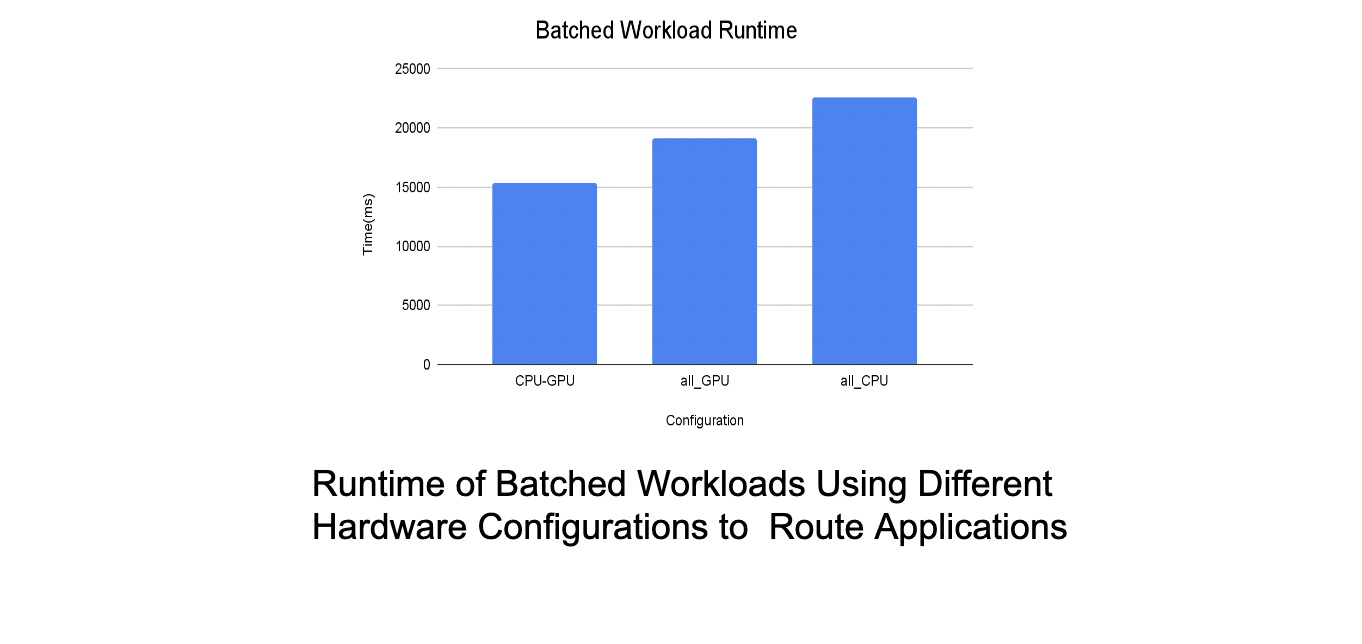 Batched Workload Runtime
25000
20000
15000
10000
5000
0
Time(ms)
CPU-GPU
all_GPU
all_CPU
Configuration
Runtime of Batched Workloads Using Different
Hardware Configurations to  Route Applications